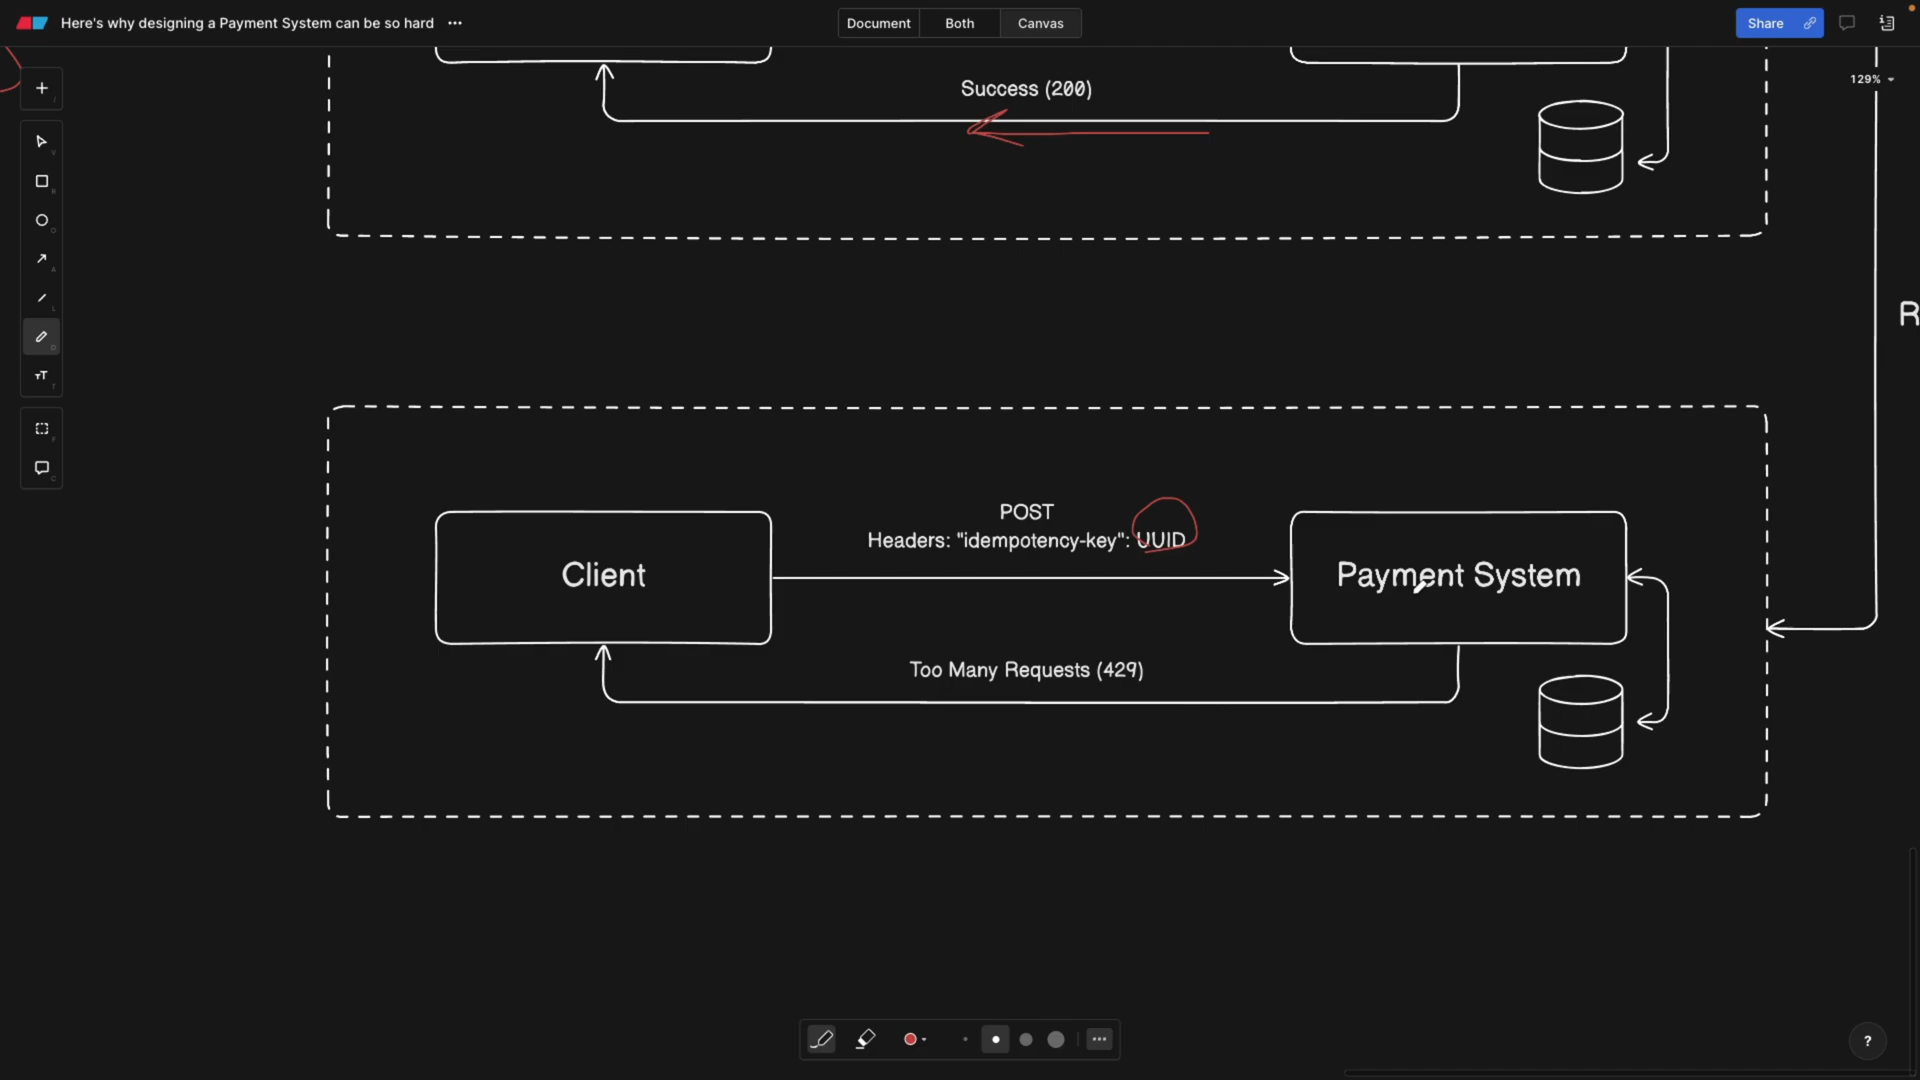 Here's why designing a Payment System can be so hard
Document
Both
Canvas
Share
129%
Success (200)
R
POST
Headers: "idempotency-key": UUID
Client
Payment System
Too Many Requests (429)
?